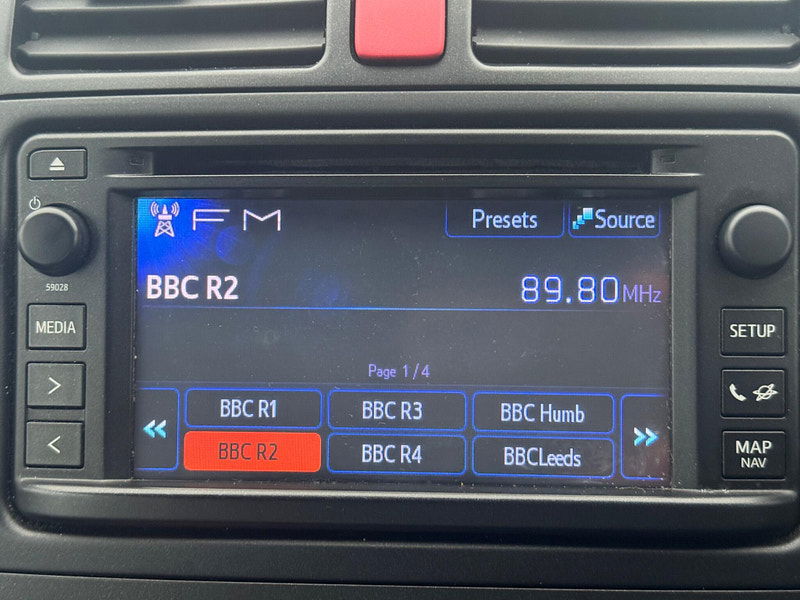 FM
Presets
Source
BBC R2
89.80MHz
59028
MEDIA
SETUP
Page 1/4
BBC R1
BBC R3
BBC Humb
BBC R2
BBC R4
BBCLeeds
MAP
NAV